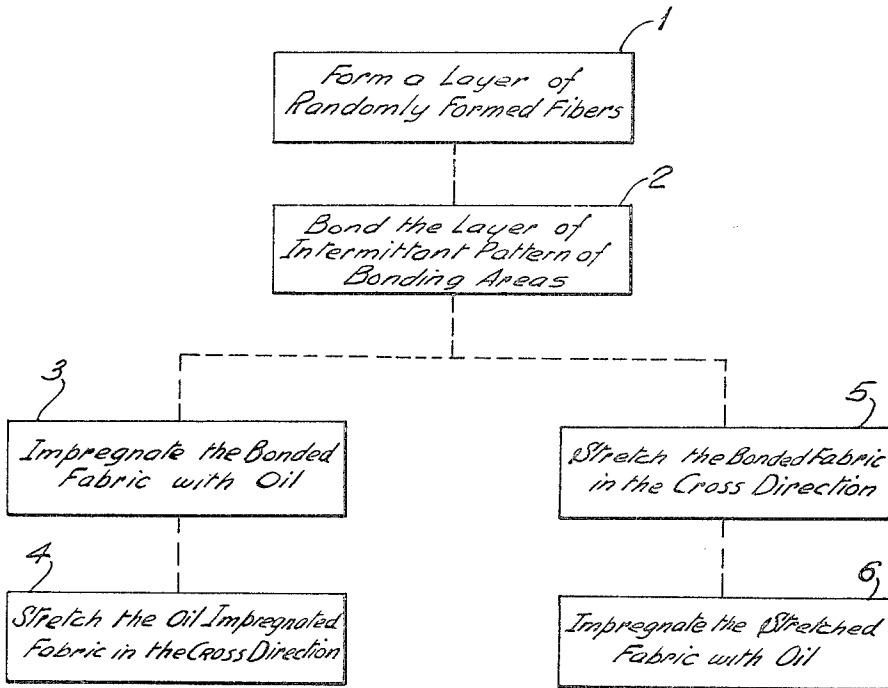 1
Form a Layer of
Randomly Formed Fibers
2
Bond the Layer of
Intermittant Pattern of
Bonding Areas
3
Impregnate the Bonded
Fabric with Oil
4
Stretch the Oil Impregnated
Fabric in the Cross Direction
5
Stretch the Bonded Fabric
in the Cross Direction
6
Impregnate the Stretched
Fabric with Oil